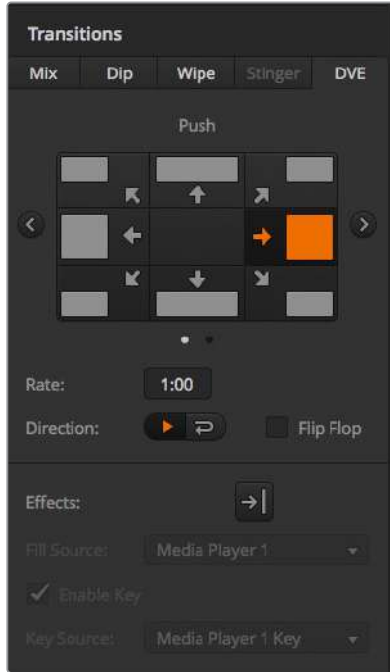 Transitions
Mix Dip Wipe Stinger DVE
Push
Rate: 1:00
Direction: Flip Flop
Effects:
Fill Source: Media Player 1
Enable Key
Key Source: Media Player 1 Key